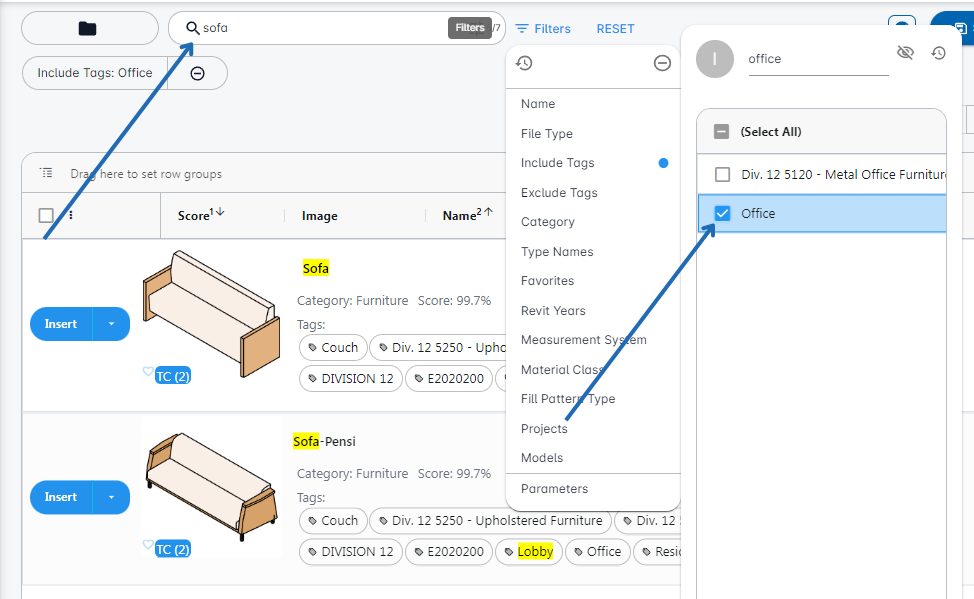 sofa
Filters
/7
Filters
RESET
I
office
Include Tags: Office
Name
File Type
Include Tags
Exclude Tags
Category
Type Names
Favorites
Revit Years
Measurement System
Material Class
Fill Pattern Type
Projects
Models
Parameters
(Select All)
Div. 12 5120 - Metal Office Furniture
Office
Drag here to set row groups
Score 1
Image
Name 2
Sofa
Category: Furniture Score: 99.7%
Tags:
Couch
Div. 12 5250 - Upho
DIVISION 12
E2020200
Insert
TC (2)
Sofa-Pensi
Category: Furniture Score: 99.7%
Tags:
Couch
Div. 12 5250 - Upholstered Furniture
Div. 12
DIVISION 12
E2020200
Lobby
Office
Resid
Insert
TC (2)